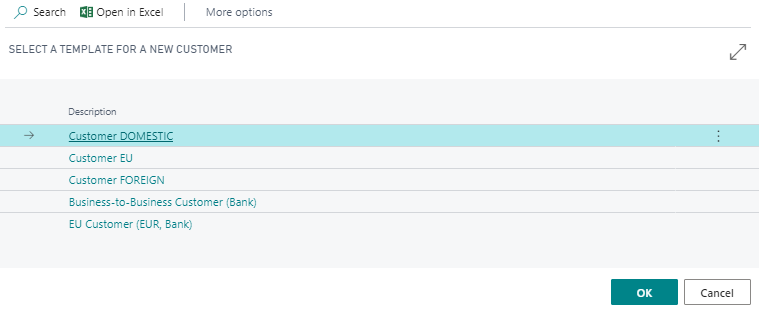 Search Open in Excel More options
SELECT A TEMPLATE FOR A NEW CUSTOMER
Description
Customer DOMESTIC
Customer EU
Customer FOREIGN
Business-to-Business Customer (Bank)
EU Customer (EUR, Bank)
OK Cancel